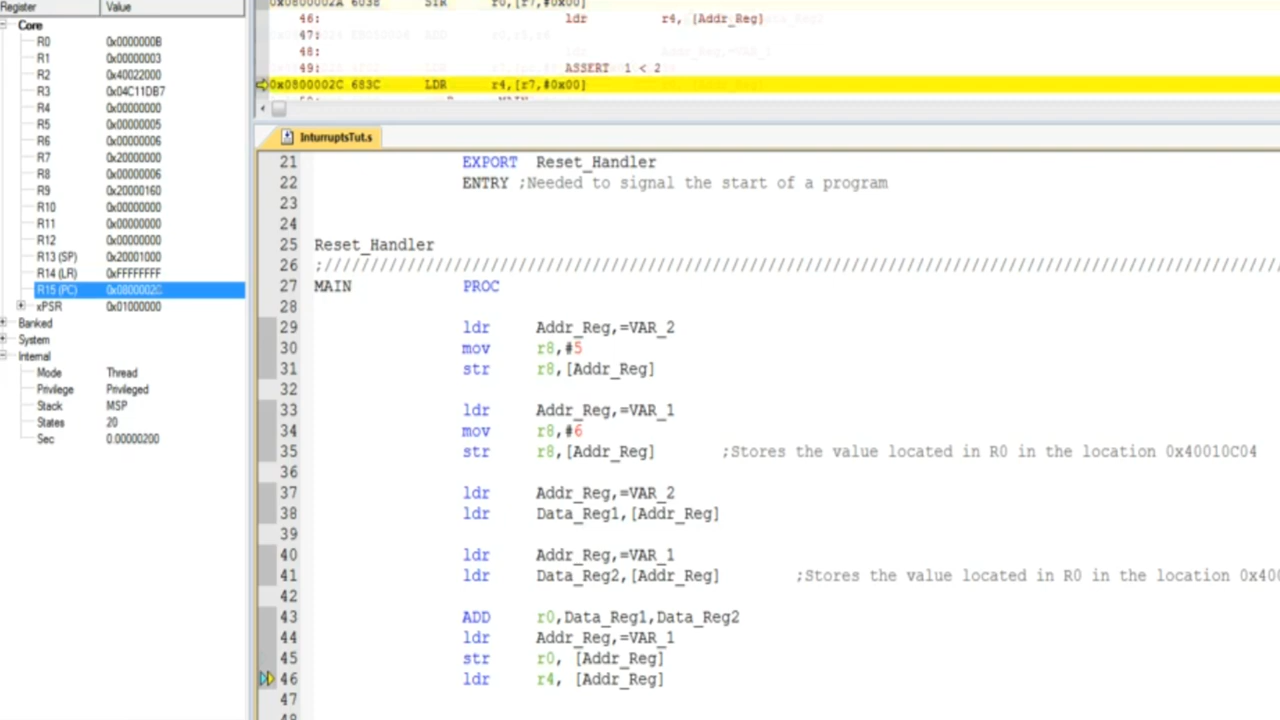 Register Value
Core
R0 0x0000000B
R1 0x00000003
R2 0x40022000
R3 0x04C11DB7
R4 0x00000000
R5 0x00000005
R6 0x00000006
R7 0x20000000
R8 0x00000006
R9 0x20000160
R10 0x00000000
R11 0x00000000
R12 0x00000000
R13 (SP) 0x20001000
R14 (LR) 0xFFFFFFFF
R15 (PC) 0x0800002C
xPSR 0x01000000
Banked
System
Internal
Mode Thread
Privilege Privileged
Stack MSP
States 20
Sec 0.00000200
0x0800002A 6038 STR r0,[r7,#0x00]
46: ldr r4, [Addr_Reg]
47:
48:
49: ASSERT 1 < 2
0x0800002C 683C LDR r4,[r7,#0x00]
InturruptsTut.s
21 EXPORT Reset_Handler
22 ENTRY ;Needed to signal the start of a program
23
24
25 Reset_Handler
26 ;////////////////////////////////////////////////////////////////////////////////////////////////////////
27 MAIN PROC
28
29 ldr Addr_Reg,=VAR_2
30 mov r8,#5
31 str r8,[Addr_Reg]
32
33 ldr Addr_Reg,=VAR_1
34 mov r8,#6
35 str r8,[Addr_Reg] ;Stores the value located in R0 in the location 0x40010C04
36
37 ldr Addr_Reg,=VAR_2
38 ldr Data_Reg1,[Addr_Reg]
39
40 ldr Addr_Reg,=VAR_1
41 ldr Data_Reg2,[Addr_Reg] ;Stores the value located in R0 in the location 0x400
42
43 ADD r0,Data_Reg1,Data_Reg2
44 ldr Addr_Reg,=VAR_1
45 str r0, [Addr_Reg]
46 ldr r4, [Addr_Reg]
47